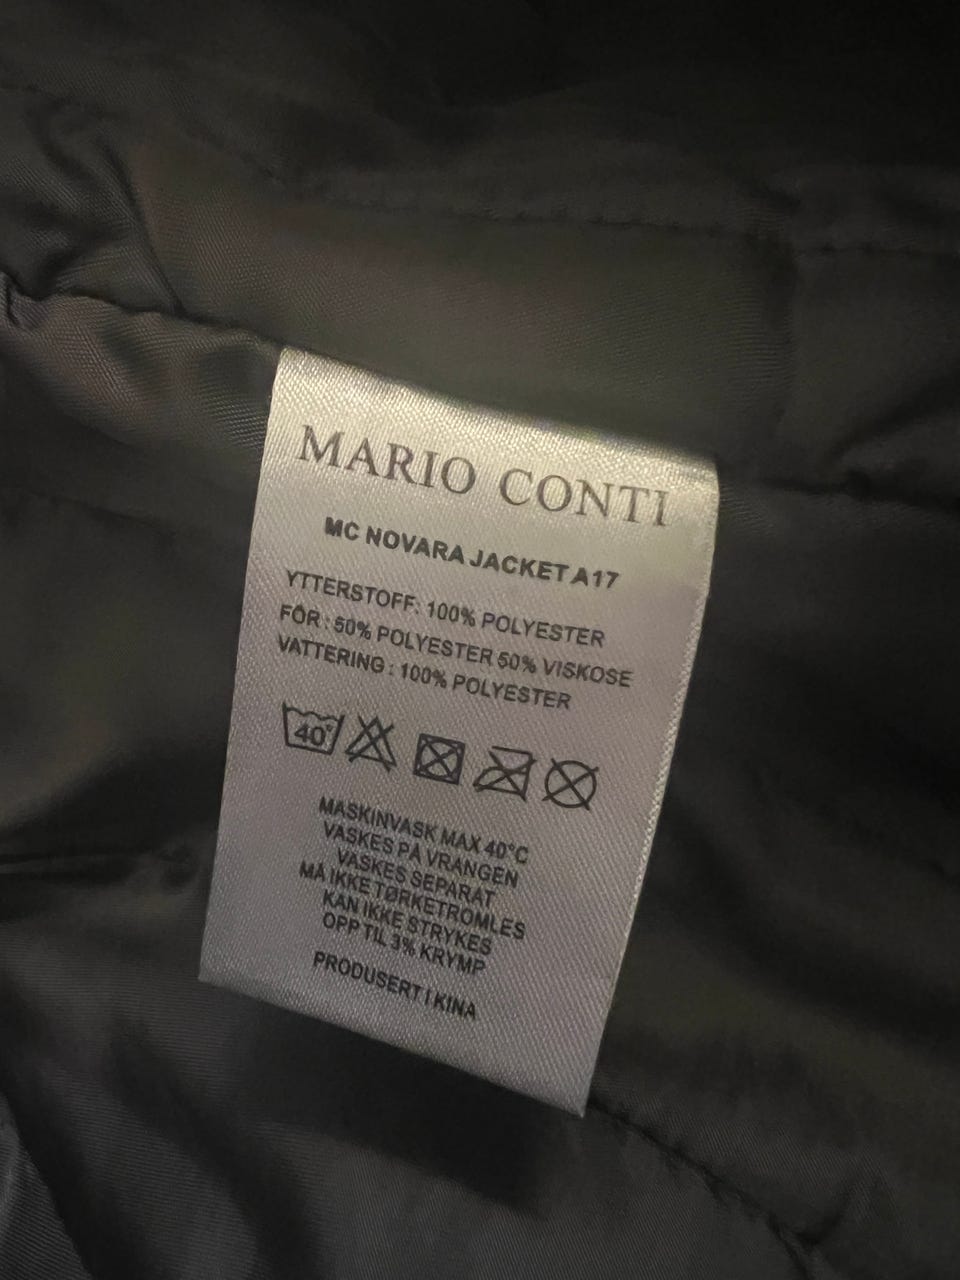 MARIO CONTI
MC NOVARA JACKET A17
YTTERSTOFF: 100% POLYESTER
FÔR : 50% POLYESTER 50% VISKOSE
VATTERING : 100% POLYESTER
40°
MASKINVASK MAX 40°C
VASKES PÅ VRANGEN
VASKES SEPARAT
MÅ IKKE TØRKETROMLES
KAN IKKE STRYKES
OPP TIL 3% KRYMP
PRODUSERT I KINA